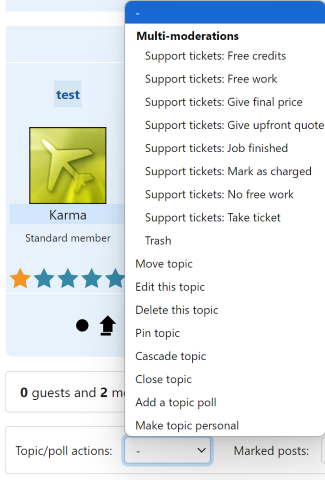 -
Multi-moderations
Support tickets: Free credits
Support tickets: Free work
Support tickets: Give final price
Support tickets: Give upfront quote
Support tickets: Job finished
Support tickets: Mark as charged
Support tickets: No free work
Support tickets: Take ticket
Trash
Move topic
Edit this topic
Delete this topic
Pin topic
Cascade topic
Close topic
Add a topic poll
Make topic personal
test
Karma
Standard member
0 guests and 2
Topic/poll actions: - Marked posts: